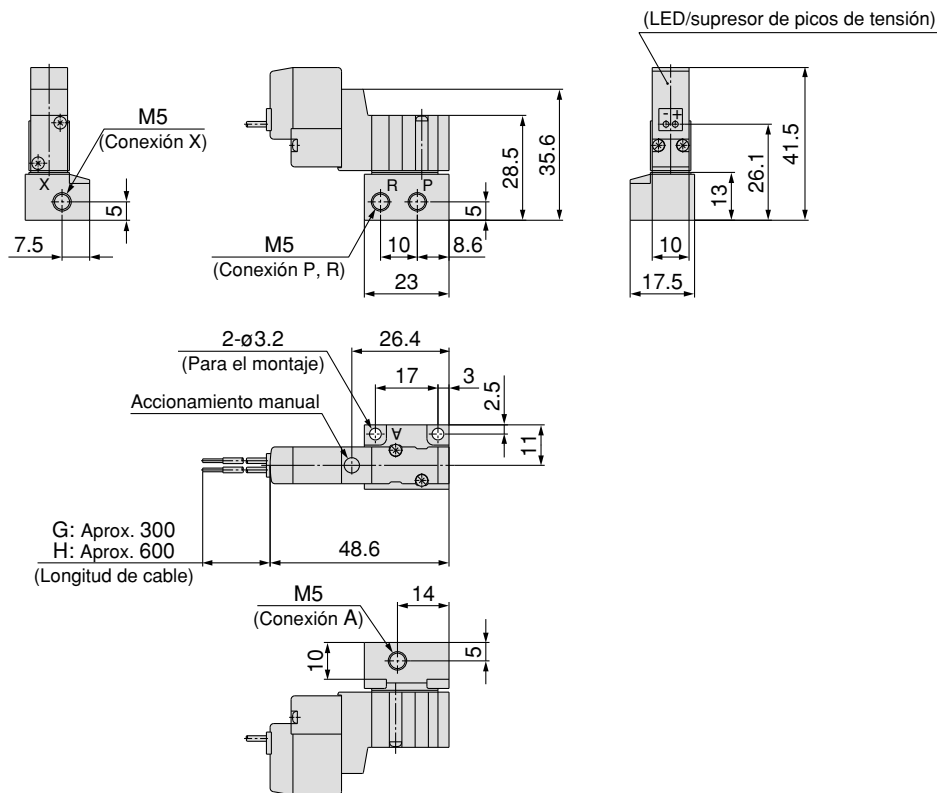 (LED/supresor de picos de tensión)
M5
(Conexión X)
X
5
7.5
R P
M5
(Conexión P, R)
10
8.6
23
5
28.5
35.6
- +
13
26.1
41.5
10
17.5
2-ø3.2
(Para el montaje)
Accionamiento manual
26.4
17
3
2.5
11
A
G: Aprox. 300
H: Aprox. 600
(Longitud de cable)
48.6
M5
(Conexión A)
14
10
5